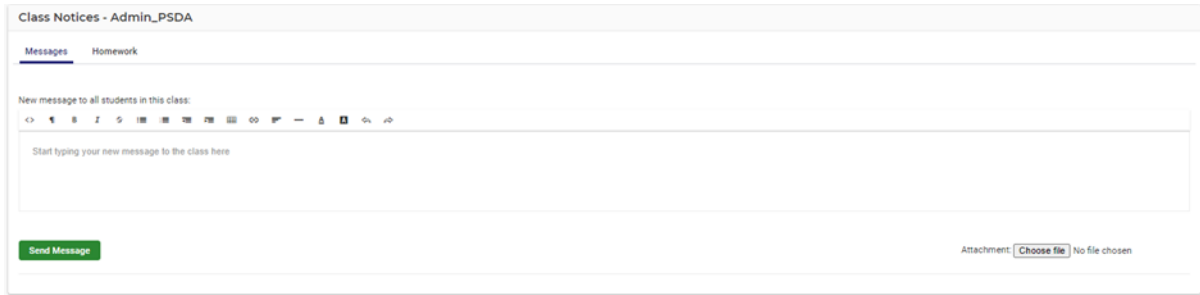 Class Notices - Admin_PSDA
Messages Homework
New message to all students in this class:
<> ¶ B I S A A
Start typing your new message to the class here
Send Message Attachment: Choose file No file chosen